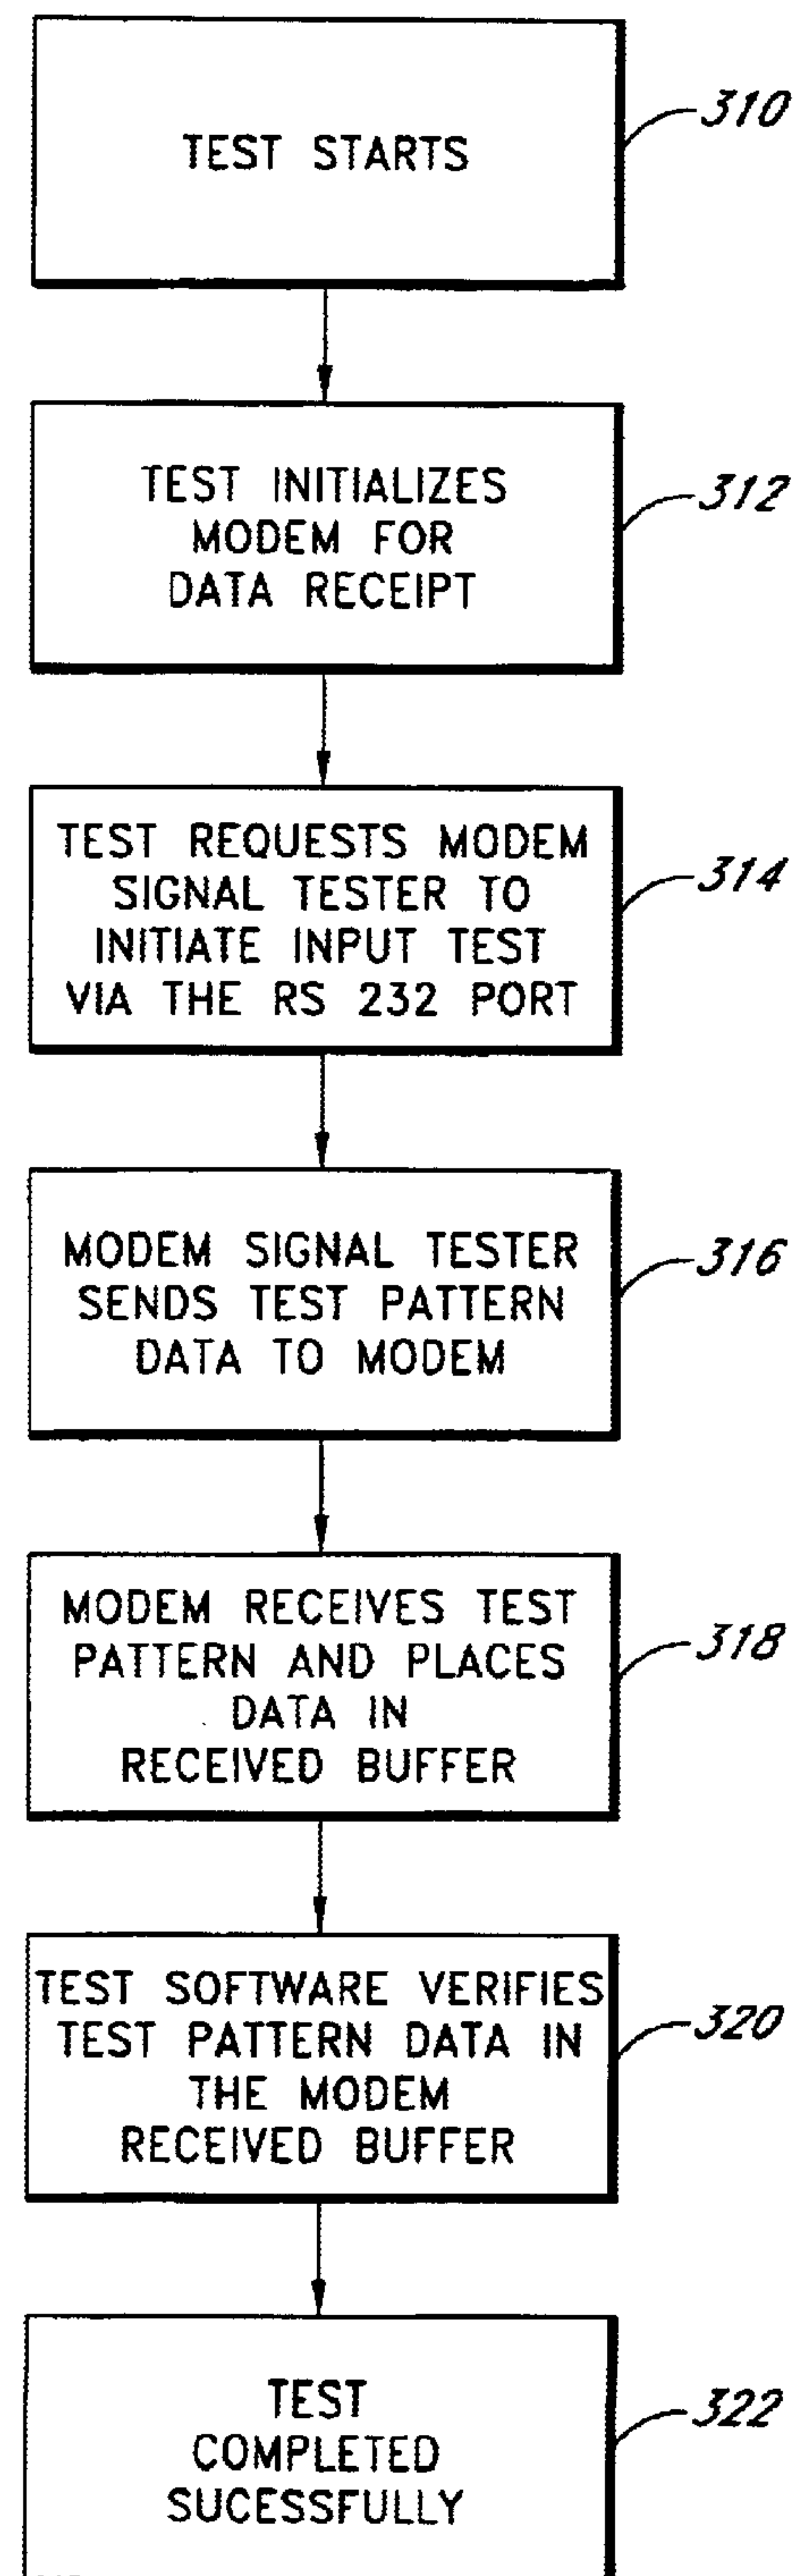 TEST STARTS
310
TEST INITIALIZES
MODEM FOR
DATA RECEIPT
312
TEST REQUESTS MODEM
SIGNAL TESTER TO
INITIATE INPUT TEST
VIA THE RS 232 PORT
314
MODEM SIGNAL TESTER
SENDS TEST PATTERN
DATA TO MODEM
316
MODEM RECEIVES TEST
PATTERN AND PLACES
DATA IN
RECEIVED BUFFER
318
TEST SOFTWARE VERIFIES
TEST PATTERN DATA IN
THE MODEM
RECEIVED BUFFER
320
TEST
COMPLETED
SUCESSFULLY
322